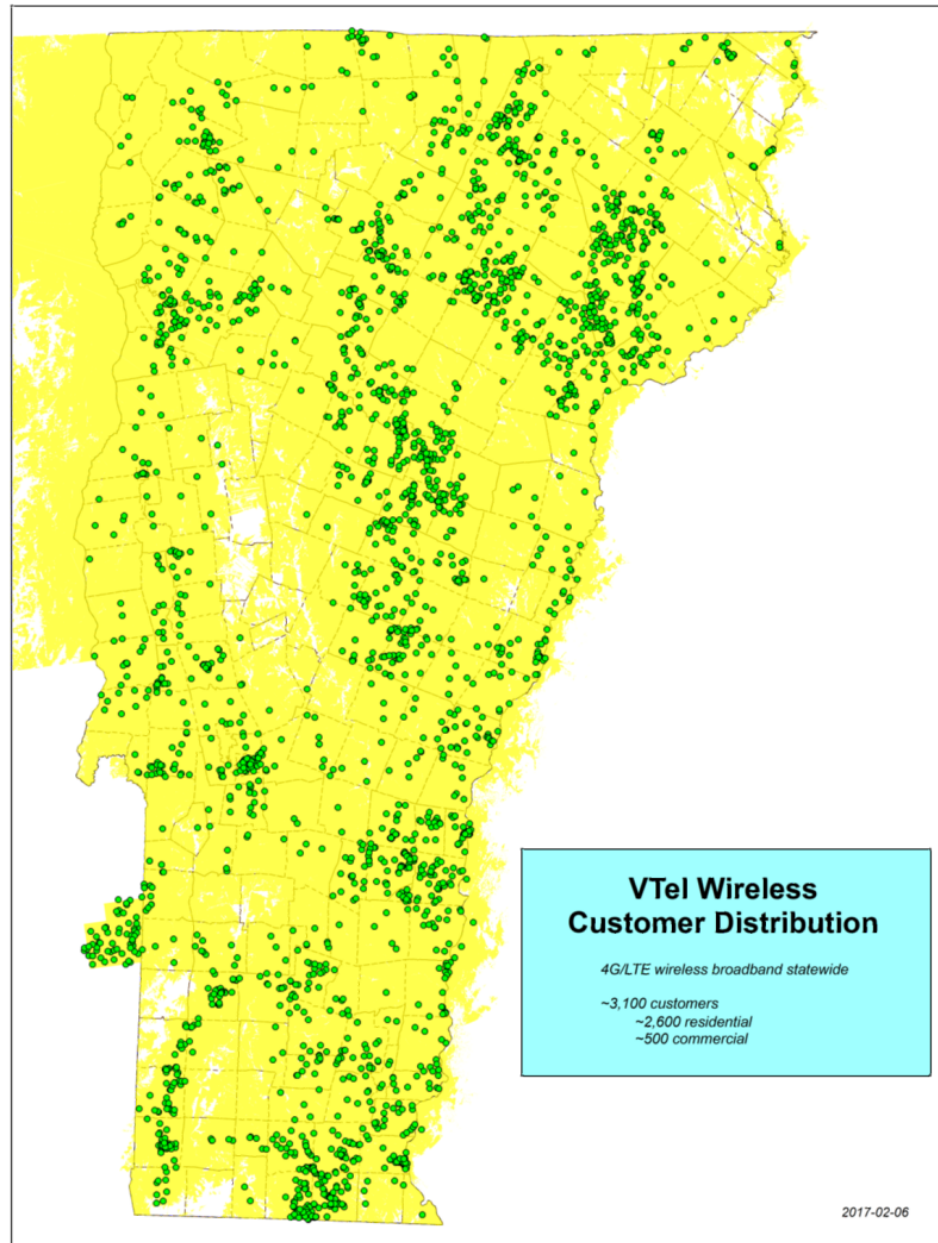 VTel Wireless
Customer Distribution
4G/LTE wireless broadband statewide
~3,100 customers
~2,600 residential
~500 commercial
2017-02-06